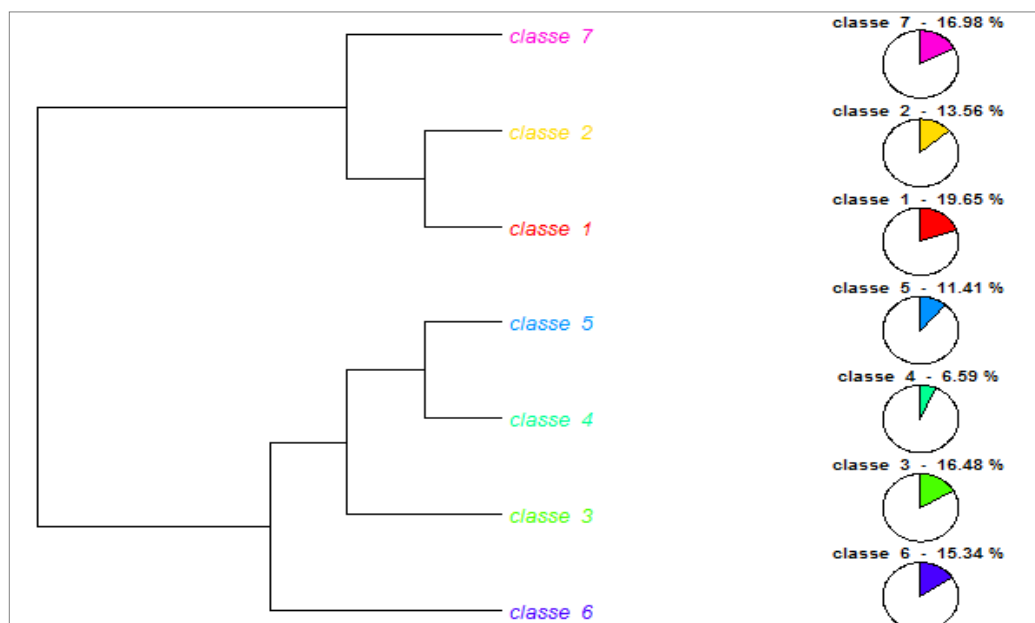 classe 7
classe 2
classe 1
classe 5
classe 4
classe 3
classe 6
classe 7 - 16.98 %
classe 2 - 13.56 %
classe 1 - 19.65 %
classe 5 - 11.41 %
classe 4 - 6.59 %
classe 3 - 16.48 %
classe 6 - 15.34 %